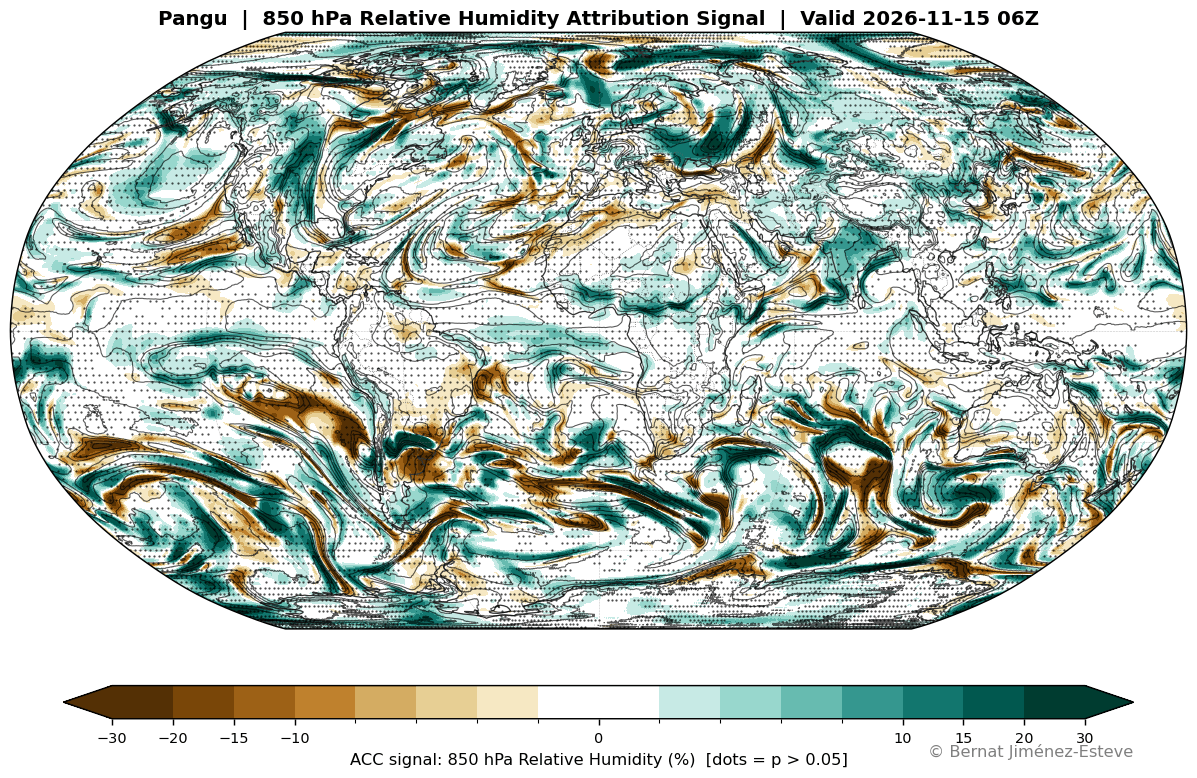 Pangu | 850 hPa Relative Humidity Attribution Signal | Valid 2026-11-15 06Z
−30 −20 −15 −10 0 10 15 20 30
ACC signal: 850 hPa Relative Humidity (%) [dots = p > 0.05]
© Bernat Jiménez-Esteve